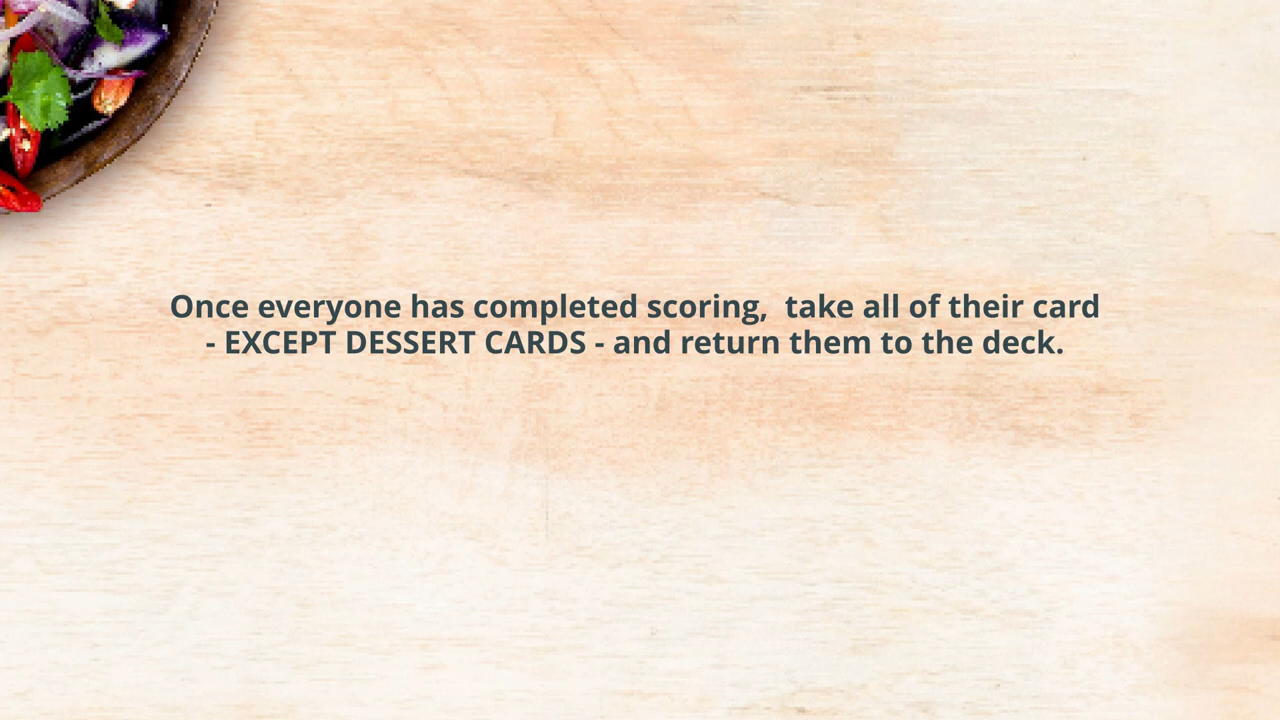 Once everyone has completed scoring,  take all of their card
- EXCEPT DESSERT CARDS - and return them to the deck.